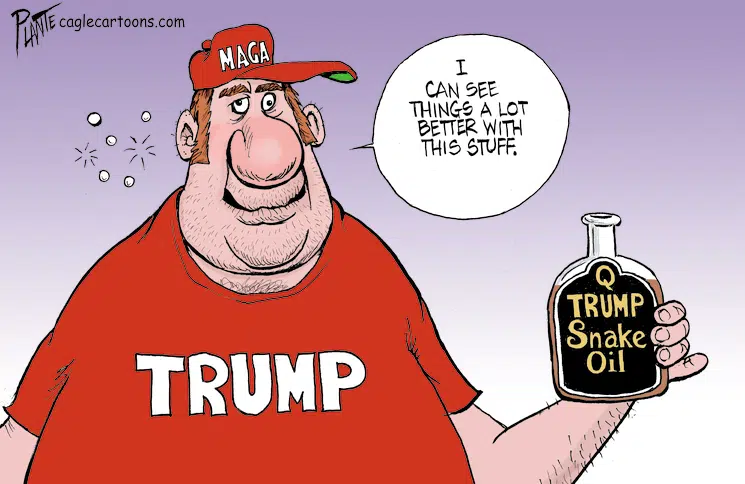 PLANTE caglecartoons.com
MAGA
I
CAN SEE
THINGS A LOT
BETTER WITH
THIS STUFF.
TRUMP
Q
TRUMP
Snake
Oil